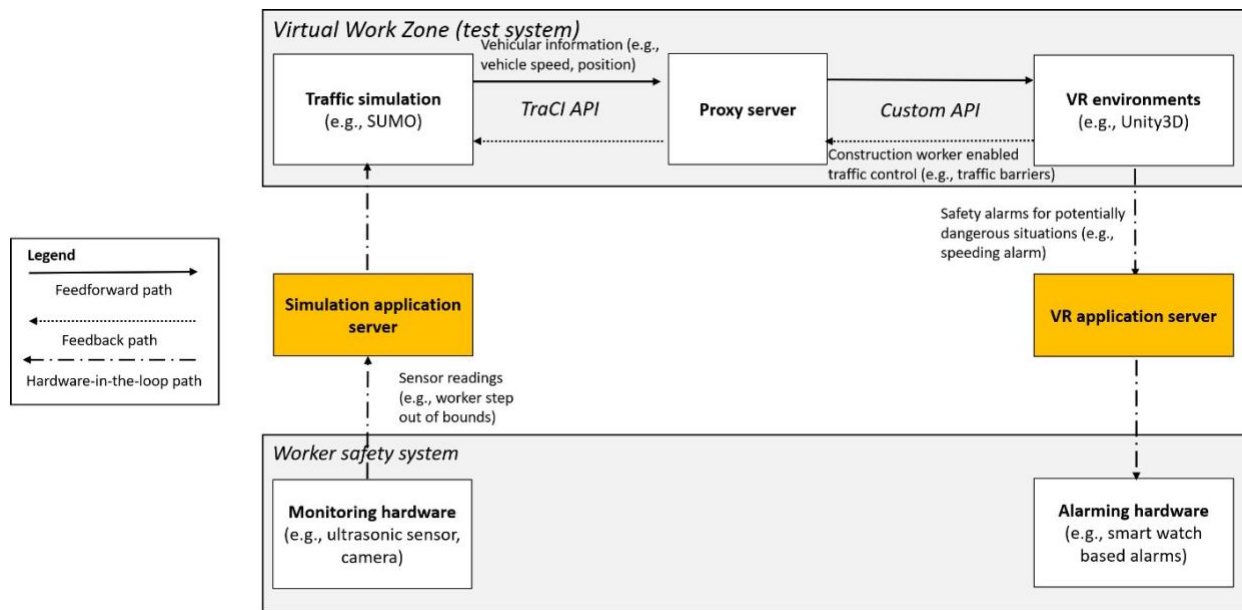 Virtual Work Zone (test system)
Vehicular information (e.g.,
vehicle speed, position)
Traffic simulation
(e.g., SUMO)
TraCI API
Proxy server
Custom API
VR environments
(e.g., Unity3D)
Construction worker enabled
traffic control (e.g., traffic barriers)
Safety alarms for potentially
dangerous situations (e.g.,
speeding alarm)
Legend
Feedforward path
Feedback path
Hardware-in-the-loop path
Simulation application
server
VR application server
Sensor readings
(e.g., worker step
out of bounds)
Worker safety system
Monitoring hardware
(e.g., ultrasonic sensor,
camera)
Alarming hardware
(e.g., smart watch
based alarms)